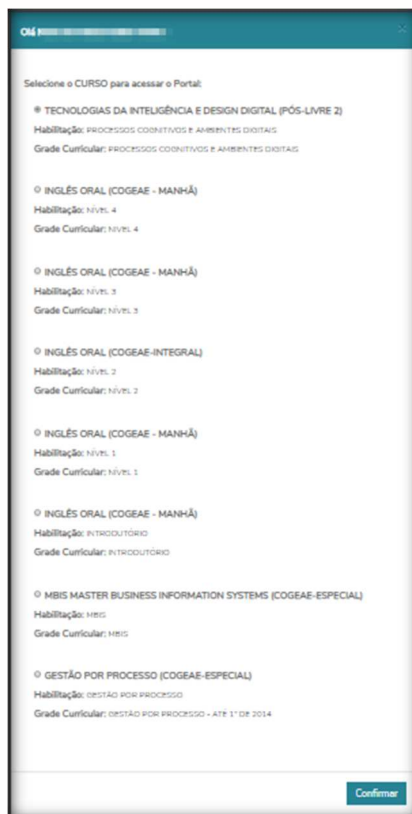 Olá
Selecione o CURSO para acessar o Portal:
TECNOLOGIAS DA INTELIGÊNCIA E DESIGN DIGITAL (PÓS-LIVRE 2)
Habilitação: PROCESSOS COGNITIVOS E AMBIENTES DIGITAIS
Grade Curricular: PROCESSOS COGNITIVOS E AMBIENTES DIGITAIS
INGLÊS ORAL (COGEAE - MANHÃ)
Habilitação: NÍVEL 4
Grade Curricular: NÍVEL 4
INGLÊS ORAL (COGEAE - MANHÃ)
Habilitação: NÍVEL 3
Grade Curricular: NÍVEL 3
INGLÊS ORAL (COGEAE-INTEGRAL)
Habilitação: NÍVEL 2
Grade Curricular: NÍVEL 2
INGLÊS ORAL (COGEAE - MANHÃ)
Habilitação: NÍVEL 1
Grade Curricular: NÍVEL 1
INGLÊS ORAL (COGEAE - MANHÃ)
Habilitação: INTRODUTÓRIO
Grade Curricular: INTRODUTÓRIO
MBIS MASTER BUSINESS INFORMATION SYSTEMS (COGEAE-ESPECIAL)
Habilitação: MBIS
Grade Curricular: MBIS
GESTÃO POR PROCESSO (COGEAE-ESPECIAL)
Habilitação: GESTÃO POR PROCESSO
Grade Curricular: GESTÃO POR PROCESSO - ATÉ 1º DE 2014
Confirmar